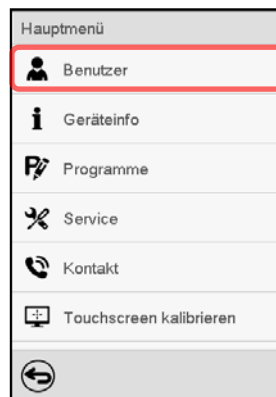 Hauptmenü
Benutzer
Geräteinfo
Programme
Service
Kontakt
Touchscreen kalibrieren